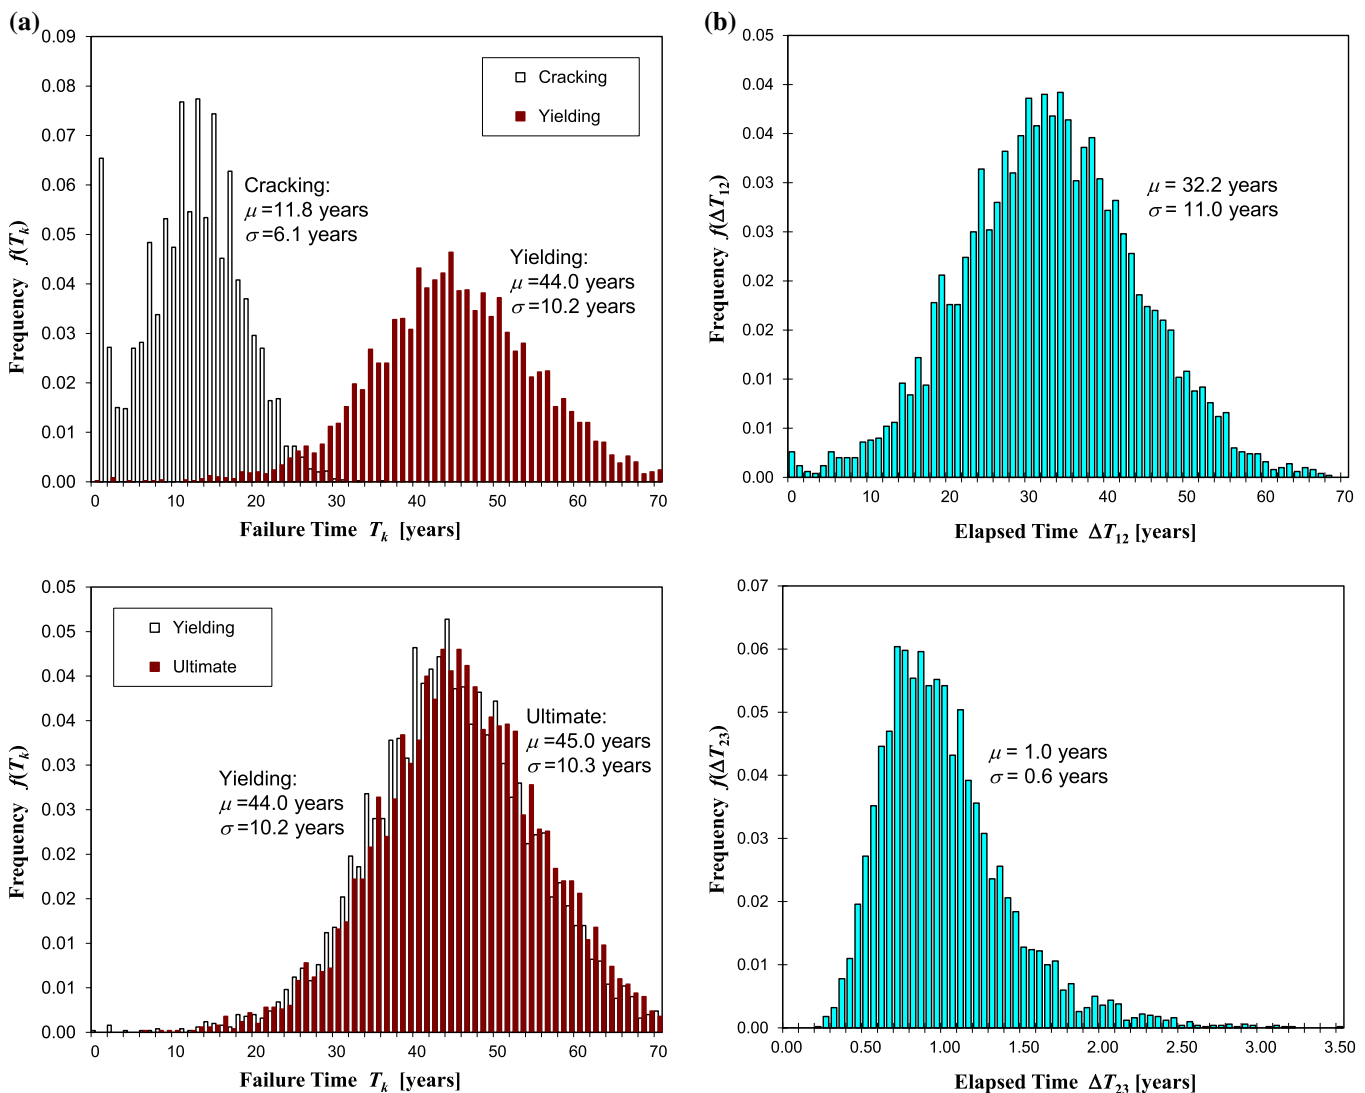 (a)
0.09
0.08
0.07
0.06
0.05
0.04
0.03
0.02
0.01
0.00
Frequency f(Tk)
Cracking
Yielding
Cracking:
μ =11.8 years
σ =6.1 years
Yielding:
μ =44.0 years
σ =10.2 years
0 10 20 30 40 50 60 70
Failure Time Tk [years]
(b)
0.05
0.04
0.04
0.03
0.03
0.02
0.02
0.01
0.01
0.00
Frequency f(ΔT12)
μ = 32.2 years
σ = 11.0 years
0 10 20 30 40 50 60 70
Elapsed Time ΔT12 [years]
0.05
0.05
0.04
0.04
0.03
0.03
0.02
0.02
0.01
0.01
0.00
Frequency f(Tk)
Yielding
Ultimate
Yielding:
μ =44.0 years
σ =10.2 years
Ultimate:
μ =45.0 years
σ =10.3 years
0 10 20 30 40 50 60 70
Failure Time Tk [years]
0.07
0.06
0.05
0.04
0.03
0.02
0.01
0.00
Frequency f(ΔT23)
μ = 1.0 years
σ = 0.6 years
0.00 0.50 1.00 1.50 2.00 2.50 3.00 3.50
Elapsed Time ΔT23 [years]